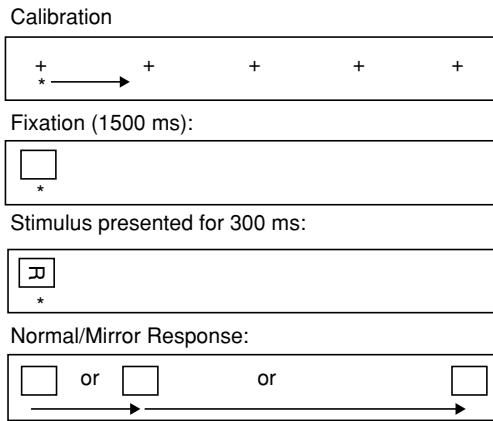 Calibration
+ + + + +
*
Fixation (1500 ms):
*
Stimulus presented for 300 ms:
R
*
Normal/Mirror Response:
or or